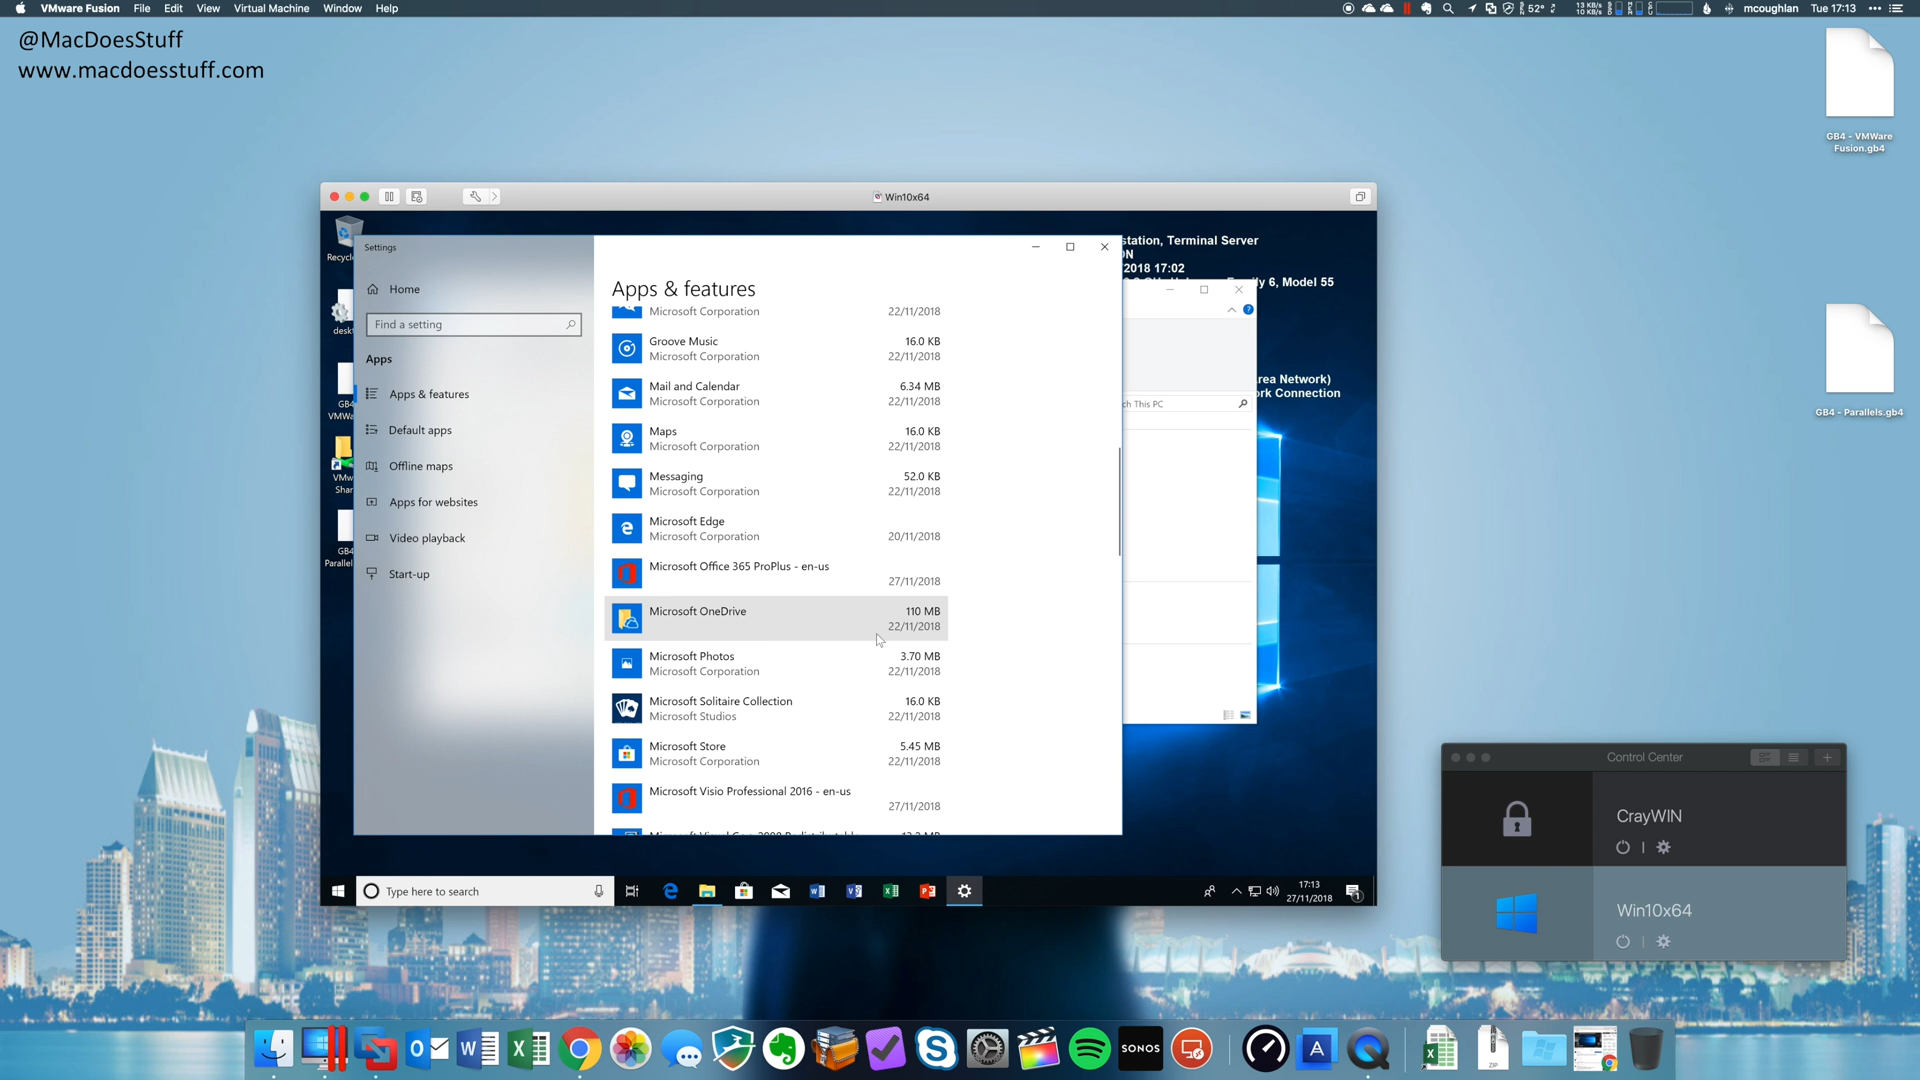 VMware Fusion File Edit View Virtual Machine Window Help
52° 13 KB/s 10 KB/s mcoughlan Tue 17:13
@MacDoesStuff
www.macdoesstuff.com
GB4 - VMWare
Fusion.gb4
GB4 - Parallels.gb4
Win10x64
Recycl
desk
GB4
VMWa
VMw
Shar
GB4
Parallel
Settings
Home
Find a setting
Apps
Apps & features
Default apps
Offline maps
Apps for websites
Video playback
Start-up
Apps & features
Microsoft Corporation 22/11/2018
Groove Music 16.0 KB
Microsoft Corporation 22/11/2018
Mail and Calendar 6.34 MB
Microsoft Corporation 22/11/2018
Maps 16.0 KB
Microsoft Corporation 22/11/2018
Messaging 52.0 KB
Microsoft Corporation 22/11/2018
Microsoft Edge
Microsoft Corporation 20/11/2018
Microsoft Office 365 ProPlus - en-us
27/11/2018
Microsoft OneDrive 110 MB
22/11/2018
Microsoft Photos 3.70 MB
Microsoft Corporation 22/11/2018
Microsoft Solitaire Collection 16.0 KB
Microsoft Studios 22/11/2018
Microsoft Store 5.45 MB
Microsoft Corporation 22/11/2018
Microsoft Visio Professional 2016 - en-us
27/11/2018
station, Terminal Server
ON
2018 17:02
ly 6, Model 55
rea Network)
ork Connection
ch This PC
Type here to search
17:13
27/11/2018
1
Control Center
CrayWIN
Win10x64
SONOS
ZIP